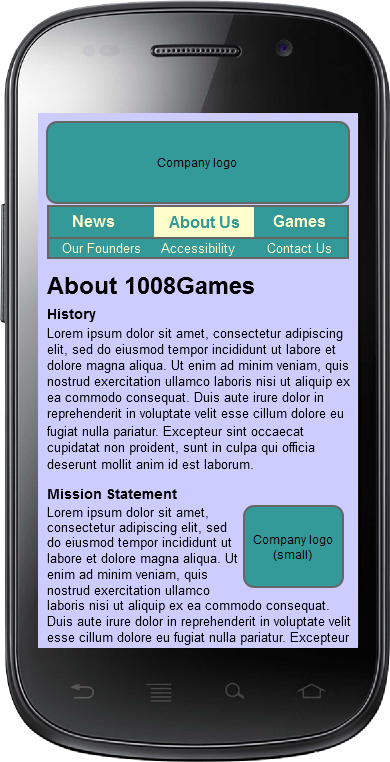 Company logo
News About Us Games
Our Founders Accessibility Contact Us
About 1008Games
History
Lorem ipsum dolor sit amet, consectetur adipiscing
elit, sed do eiusmod tempor incididunt ut labore et
dolore magna aliqua. Ut enim ad minim veniam, quis
nostrud exercitation ullamco laboris nisi ut aliquip ex
ea commodo consequat. Duis aute irure dolor in
reprehenderit in voluptate velit esse cillum dolore eu
fugiat nulla pariatur. Excepteur sint occaecat
cupidatat non proident, sunt in culpa qui officia
deserunt mollit anim id est laborum.
Mission Statement
Lorem ipsum dolor sit amet,
consectetur adipiscing elit, sed
do eiusmod tempor incididunt ut
labore et dolore magna aliqua. Ut
enim ad minim veniam, quis
nostrud exercitation ullamco
laboris nisi ut aliquip ex ea commodo consequat.
Duis aute irure dolor in reprehenderit in voluptate velit
esse cillum dolore eu fugiat nulla pariatur. Excepteur
Company logo
(small)